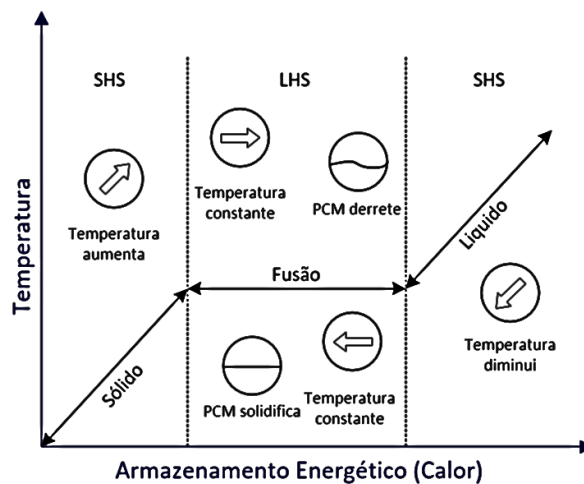 SHS
LHS
SHS
Temperatura
Temperatura
aumenta
Temperatura
constante
PCM derrete
Fusão
Sólido
Liquido
PCM solidifica
Temperatura
constante
Temperatura
diminui
Armazenamento Energético (Calor)